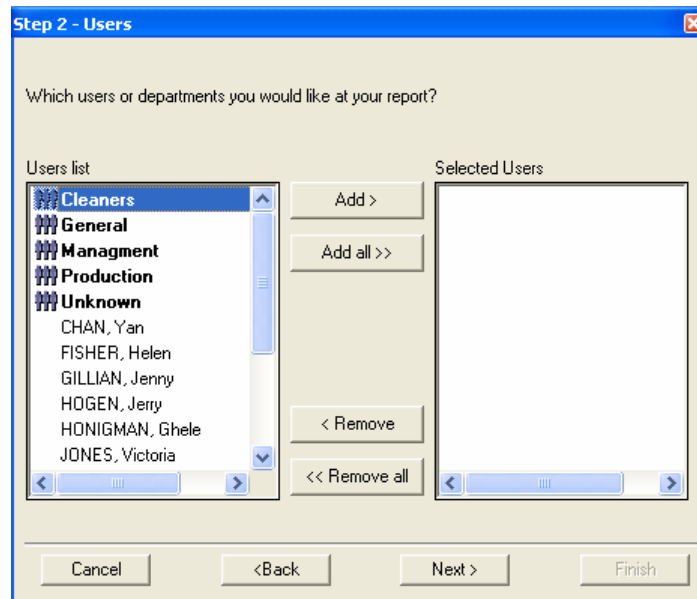 Step 2 - Users
Which users or departments you would like at your report?
Users list
Cleaners
General
Managment
Production
Unknown
CHAN, Yan
FISHER, Helen
GILLIAN, Jenny
HOGEN, Jerry
HONIGMAN, Ghele
JONES, Victoria
Add >
Add all >>
< Remove
<< Remove all
Selected Users
Cancel
<Back
Next >
Finish